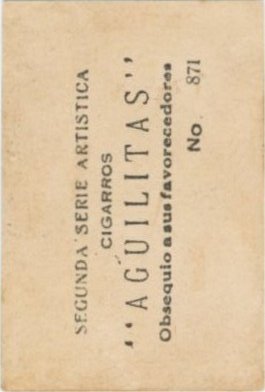 SEGUNDA SERIE ARTISTICA
CIGARROS
“AGUILITAS”
Obsequio a sus favorecedores
No. 871